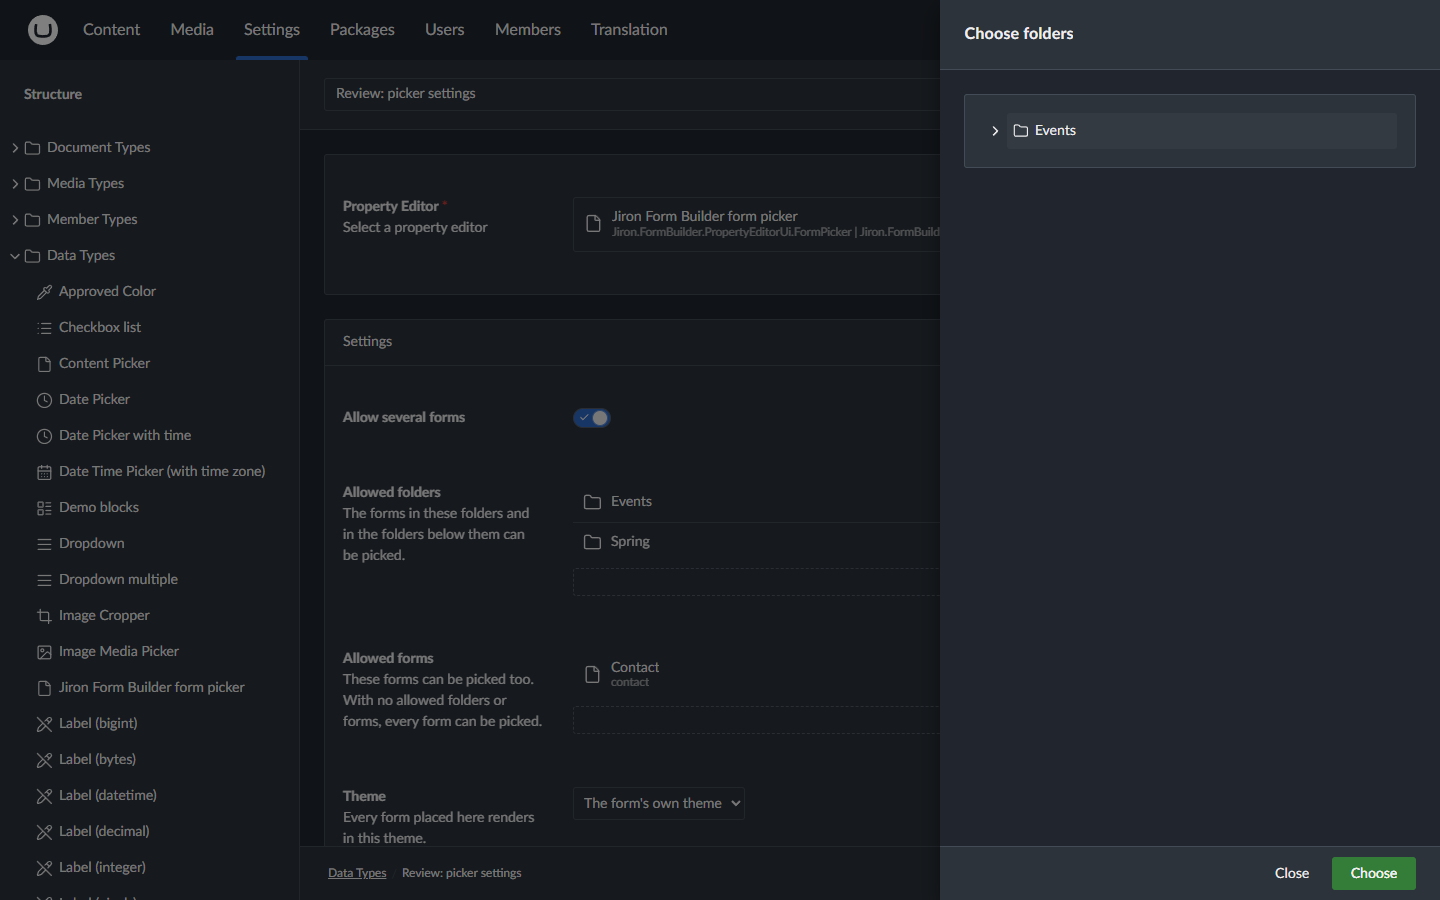 Content
Media
Settings
Packages
Users
Members
Translation
Structure
Document Types
Media Types
Member Types
Data Types
Approved Color
Checkbox list
Content Picker
Date Picker
Date Picker with time
Date Time Picker (with time zone)
Demo blocks
Dropdown
Dropdown multiple
Image Cropper
Image Media Picker
Jiron Form Builder form picker
Label (bigint)
Label (bytes)
Label (datetime)
Label (decimal)
Label (integer)
Review: picker settings
Property Editor *
Select a property editor
Jiron Form Builder form picker
Jiron.FormBuilder.PropertyEditorUi.FormPicker | Jiron.FormBuild
Settings
Allow several forms
Allowed folders
The forms in these folders and
in the folders below them can
be picked.
Events
Spring
Allowed forms
These forms can be picked too.
With no allowed folders or
forms, every form can be picked.
Contact
contact
Theme
Every form placed here renders
in this theme.
The form's own theme
Data Types
Review: picker settings
Choose folders
Events
Close
Choose